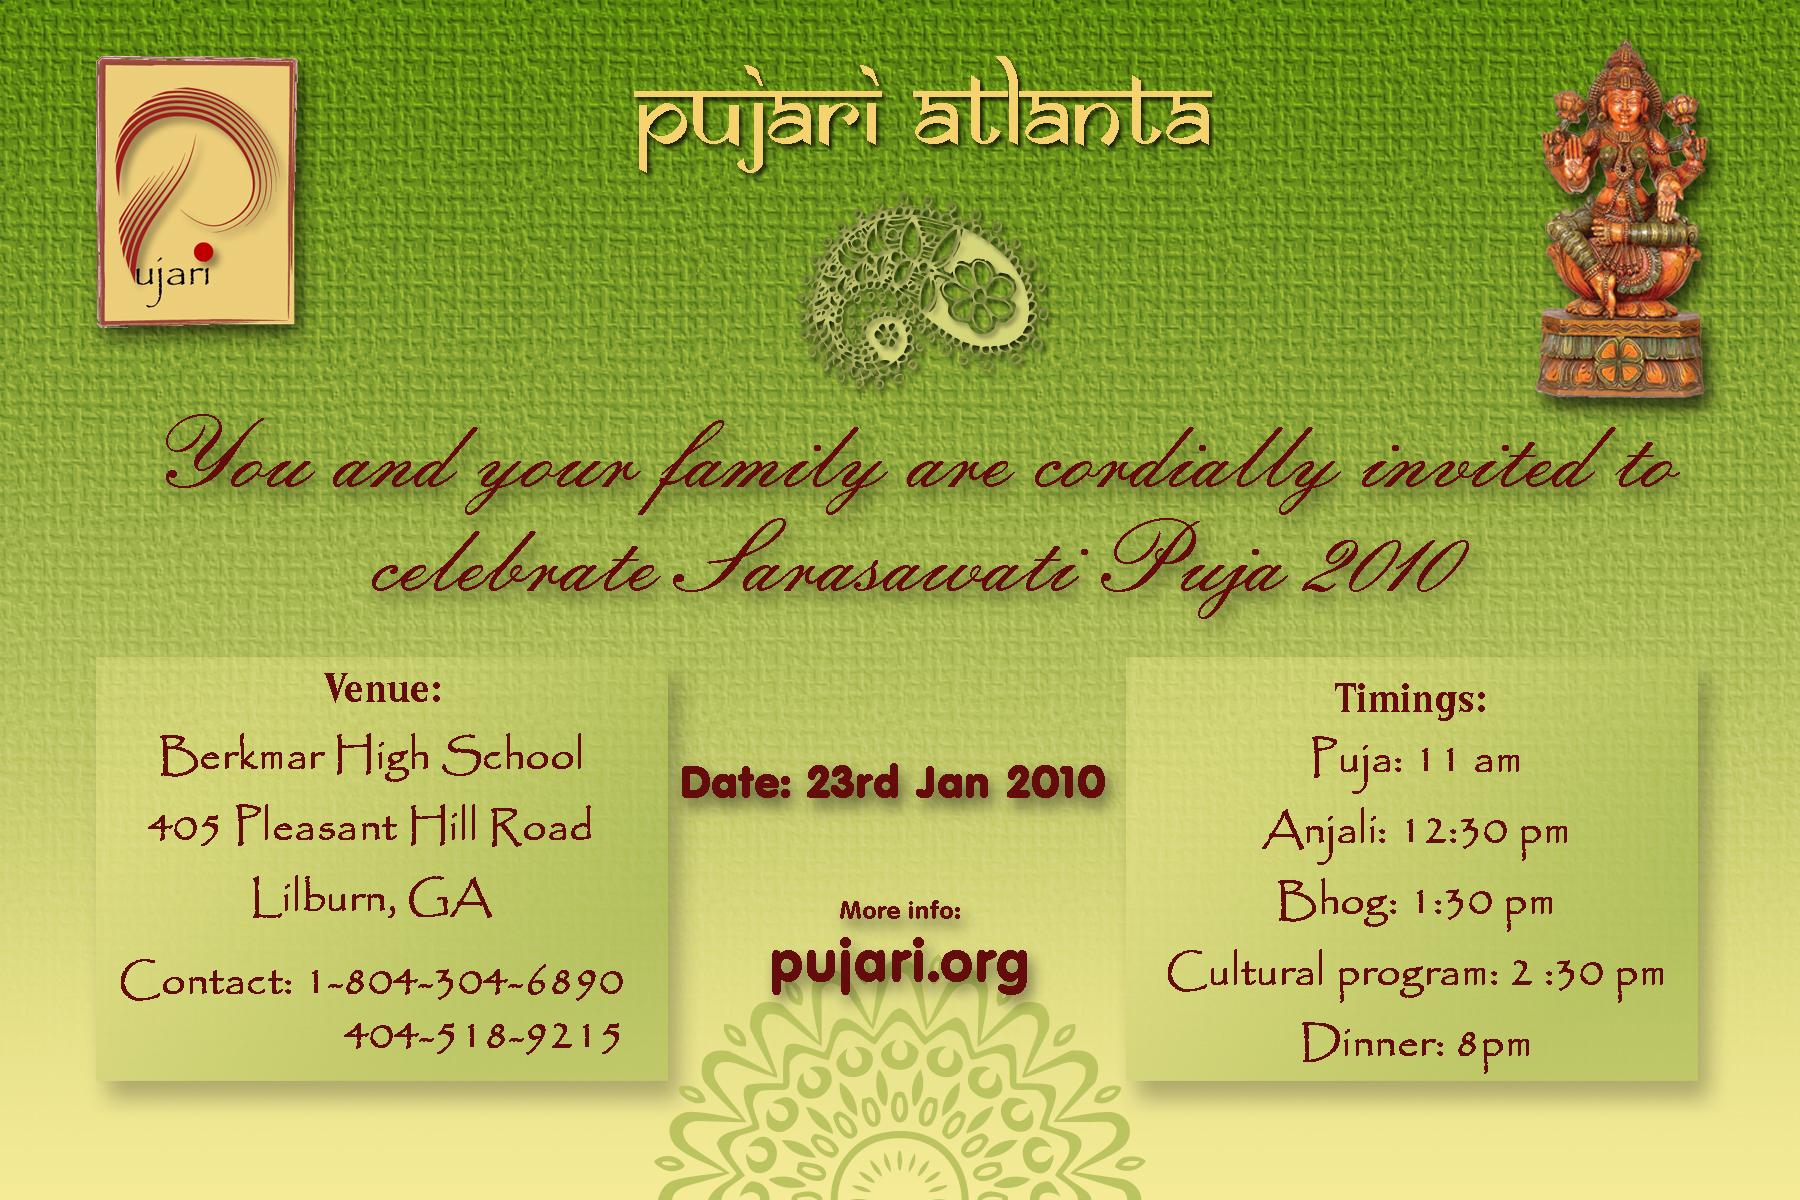 pujari atlanta
Pujari
You and your family are cordially invited to
celebrate Sarasawati Puja 2010
Venue:
Berkmar High School
405 Pleasant Hill Road
Lilburn, GA
Contact: 1-804-304-6890
404-518-9215
Date: 23rd Jan 2010
More info:
pujari.org
Timings:
Puja: 11 am
Anjali: 12:30 pm
Bhog: 1:30 pm
Cultural program: 2 :30 pm
Dinner: 8pm